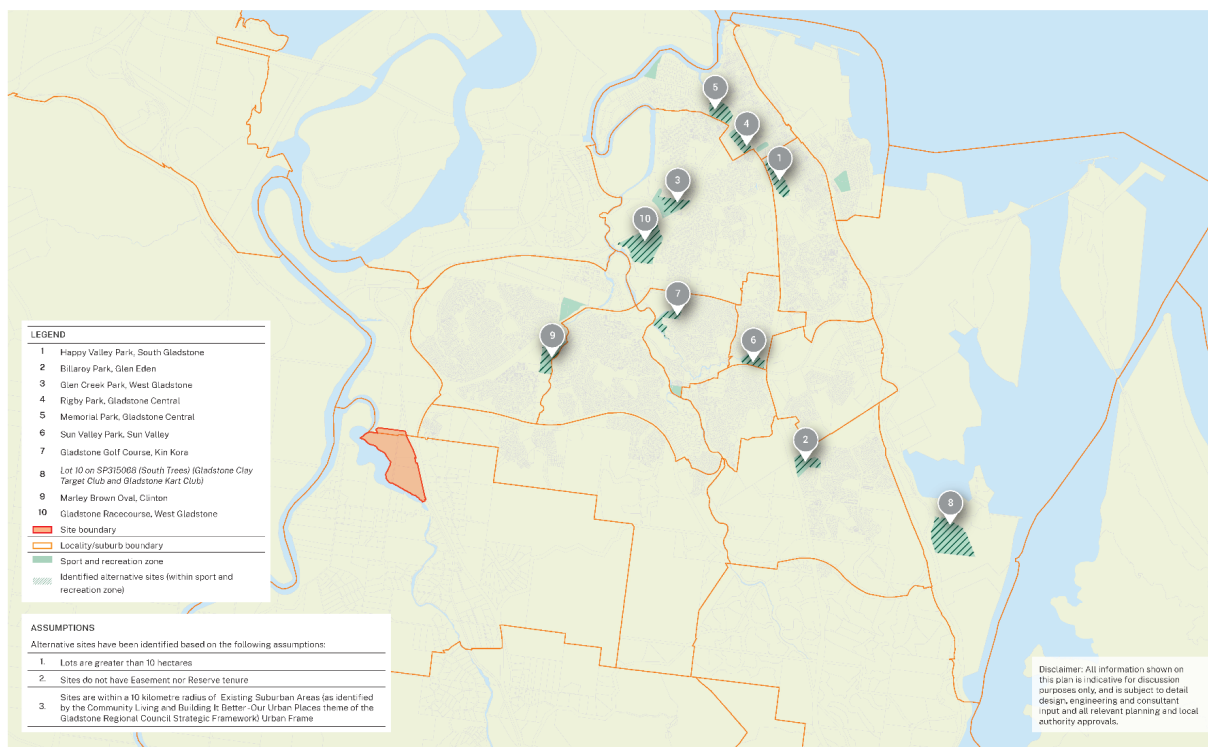 5
4
1
3
10
7
9
6
2
8
LEGEND
1 Happy Valley Park, South Gladstone
2 Billaroy Park, Glen Eden
3 Glen Creek Park, West Gladstone
4 Rigby Park, Gladstone Central
5 Memorial Park, Gladstone Central
6 Sun Valley Park, Sun Valley
7 Gladstone Golf Course, Kin Kora
8 Lot 10 on SP315068 (South Trees) (Gladstone Clay
Target Club and Gladstone Kart Club)
9 Marley Brown Oval, Clinton
10 Gladstone Racecourse, West Gladstone
Site boundary
Locality/suburb boundary
Sport and recreation zone
Identified alternative sites (within sport and
recreation zone)
ASSUMPTIONS
Alternative sites have been identified based on the following assumptions:
1. Lots are greater than 10 hectares
2. Sites do not have Easement nor Reserve tenure
3. Sites are within a 10 kilometre radius of Existing Suburban Areas (as identified
by the Community Living and Building It Better -Our Urban Places theme of the
Gladstone Regional Council Strategic Framework) Urban Frame
Disclaimer: All information shown on
this plan is indicative for discussion
purposes only, and is subject to detail
design, engineering and consultant
input and all relevant planning and local
authority approvals.